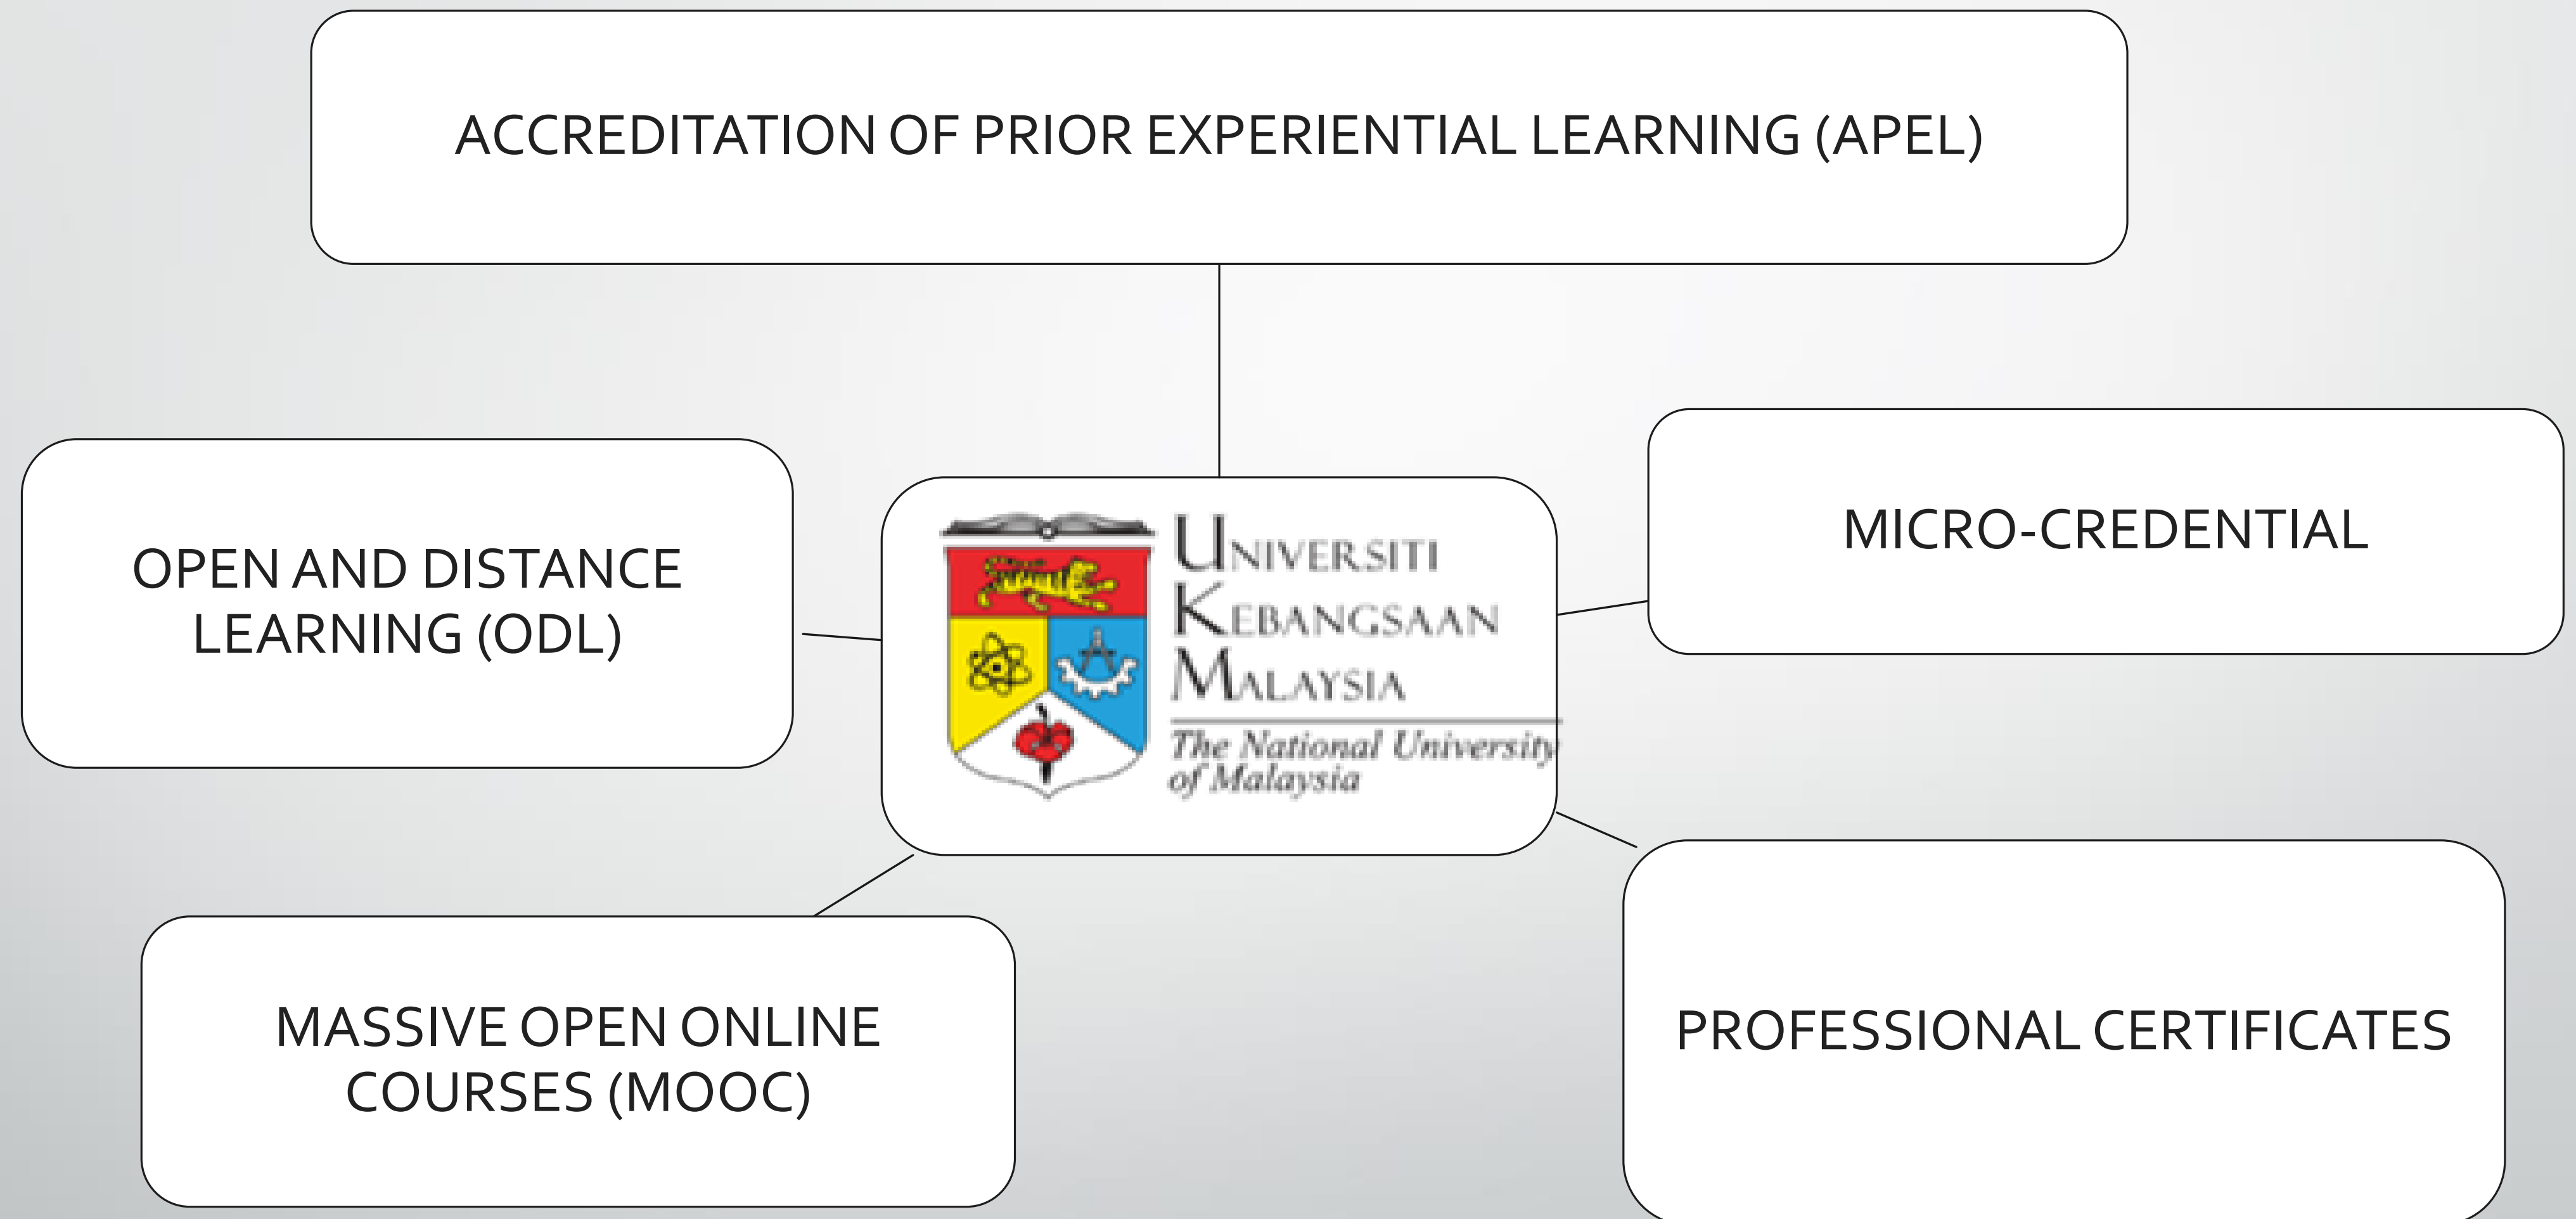 ACCREDITATION OF PRIOR EXPERIENTIAL LEARNING (APEL)
OPEN AND DISTANCE
LEARNING (ODL)
UNIVERSITI
KEBANGSAAN
MALAYSIA
The National University
of Malaysia
MICRO-CREDENTIAL
MASSIVE OPEN ONLINE
COURSES (MOOC)
PROFESSIONAL CERTIFICATES